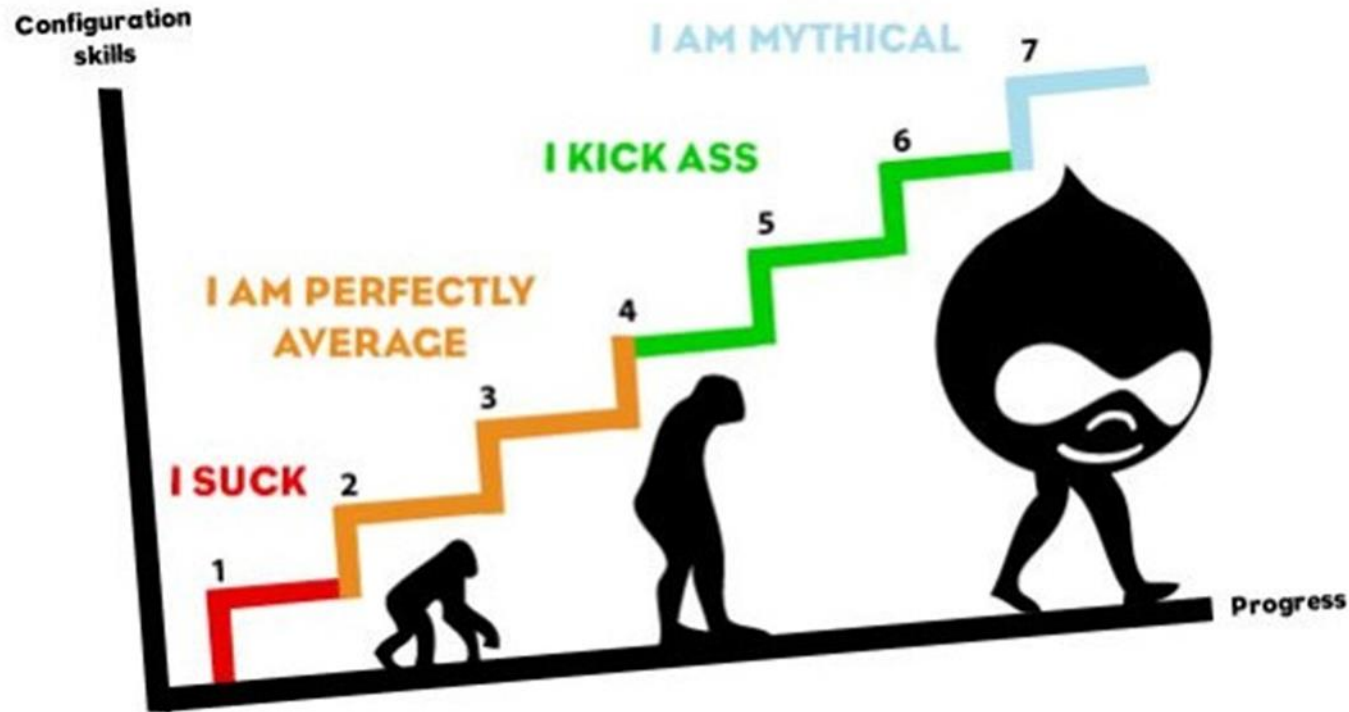 Configuration
skills
I AM MYTHICAL
7
6
I KICK ASS
5
I AM PERFECTLY
AVERAGE
4
3
I SUCK
2
1
Progress